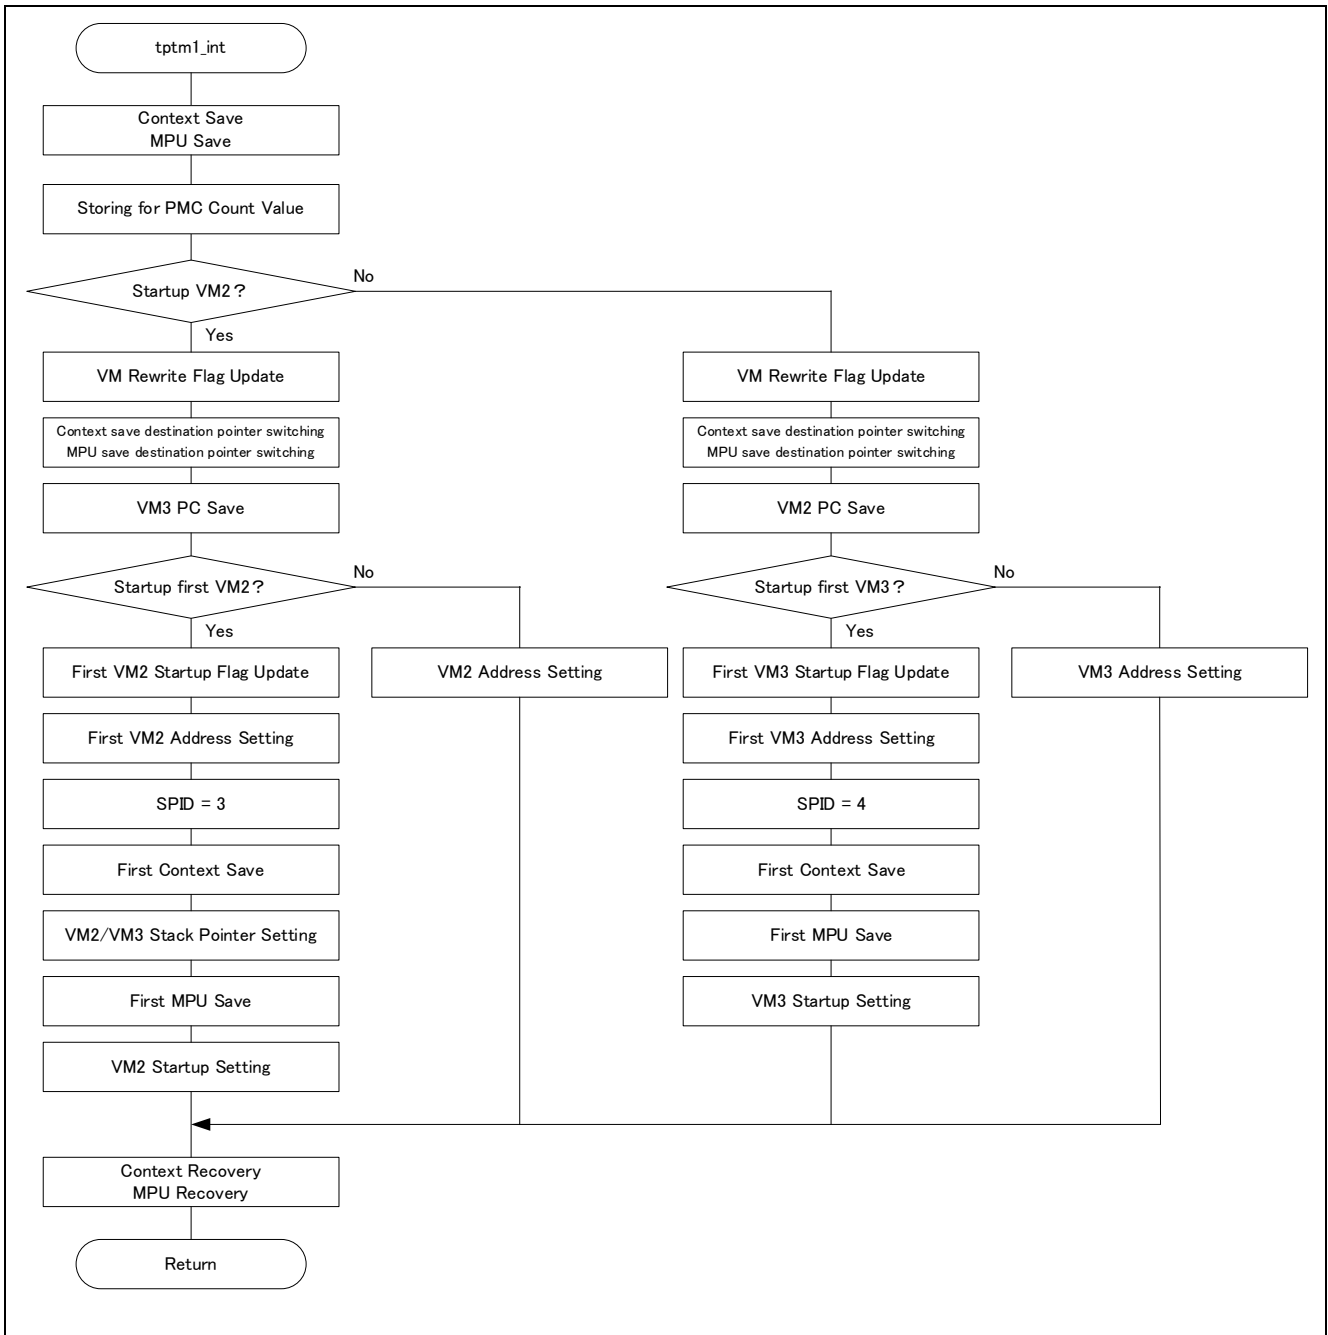 tptm1_int
Context Save
MPU Save
Storing for PMC Count Value
Startup VM2?
No
Yes
VM Rewrite Flag Update
Context save destination pointer switching
MPU save destination pointer switching
VM3 PC Save
Startup first VM2?
No
Yes
First VM2 Startup Flag Update
First VM2 Address Setting
SPID = 3
First Context Save
VM2/VM3 Stack Pointer Setting
First MPU Save
VM2 Startup Setting
VM2 Address Setting
VM Rewrite Flag Update
Context save destination pointer switching
MPU save destination pointer switching
VM2 PC Save
Startup first VM3?
No
Yes
First VM3 Startup Flag Update
First VM3 Address Setting
SPID = 4
First Context Save
First MPU Save
VM3 Startup Setting
VM3 Address Setting
Context Recovery
MPU Recovery
Return